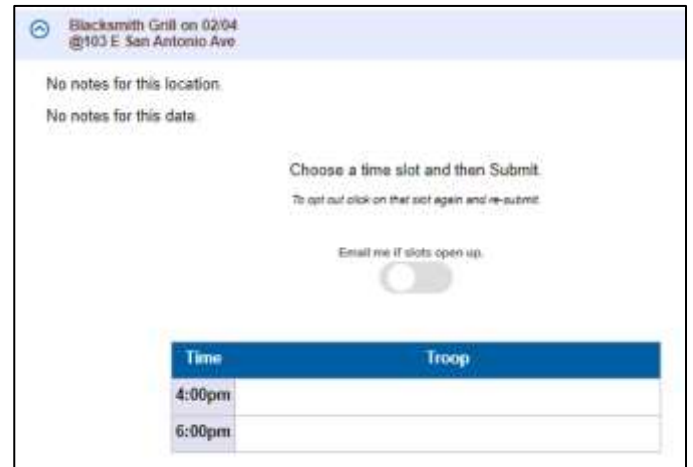 Blacksmith Grill on 02/04
@103 E San Antonio Ave
No notes for this location.
No notes for this date.
Choose a time slot and then Submit.
To opt out click on that slot again and re-submit.
Email me if slots open up.
Time Troop
4:00pm
6:00pm